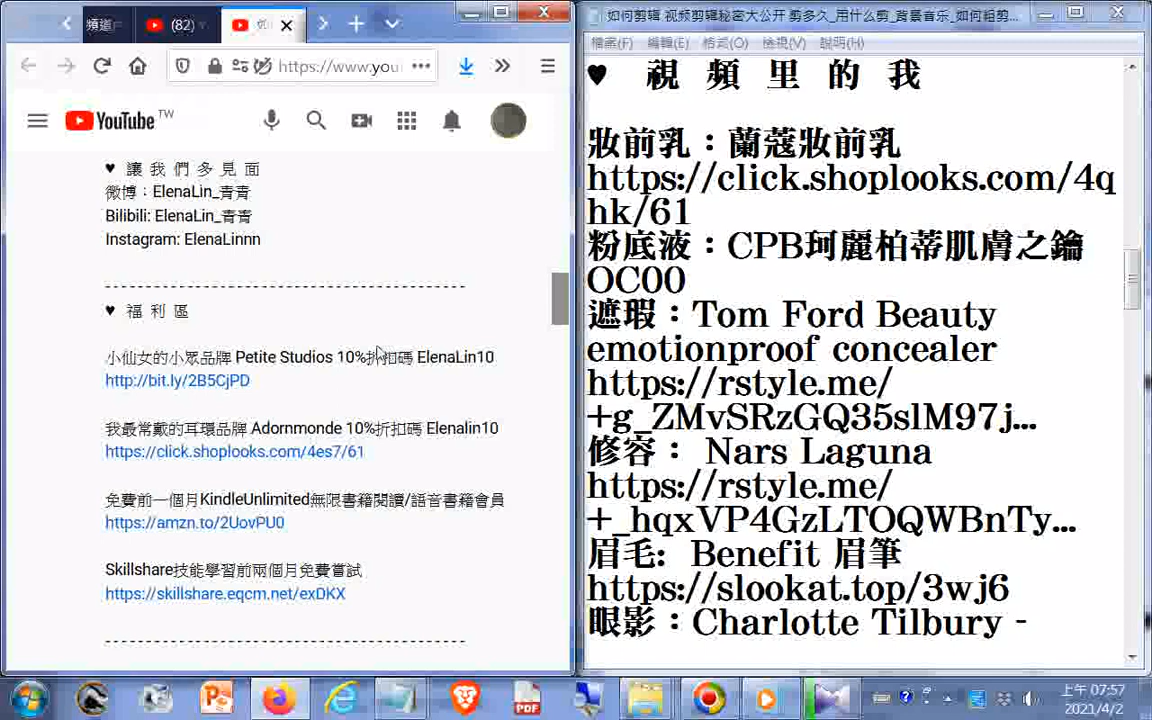 頻道
(82)
https://www.you
YouTube TW
♥ 讓 我 們 多 見 面
微博：ElenaLin_青青
Bilibili: ElenaLin_青青
Instagram: ElenaLinnn
------------------------------------------
♥ 福 利 區
小仙女的小眾品牌 Petite Studios 10%折扣碼 ElenaLin10
http://bit.ly/2B5CjPD
我最常戴的耳環品牌 Adornmonde 10%折扣碼 Elenalin10
https://click.shoplooks.com/4es7/61
免費前一個月KindleUnlimited無限書籍閱讀/語音書籍會員
https://amzn.to/2UovPU0
Skillshare技能學習前兩個月免費嘗試
https://skillshare.eqcm.net/exDKX
------------------------------------------
如何剪辑 视频剪辑秘密大公开 剪多久_用什么剪_背景音乐_如何粗剪...
檔案(F) 編輯(E) 格式(O) 檢視(V) 說明(H)
♥ 視 頻 里 的 我
妝前乳：蘭蔻妝前乳
https://click.shoplooks.com/4q
hk/61
粉底液：CPB珂麗柏蒂肌膚之鑰
OC00
遮瑕：Tom Ford Beauty
emotionproof concealer
https://rstyle.me/
+g_ZMvSRzGQ35slM97j...
修容： Nars Laguna
https://rstyle.me/
+_hqxVP4GzLTOQWBnTy...
眉毛: Benefit 眉筆
https://slookat.top/3wj6
眼影：Charlotte Tilbury -
上午 07:57
2021/4/2